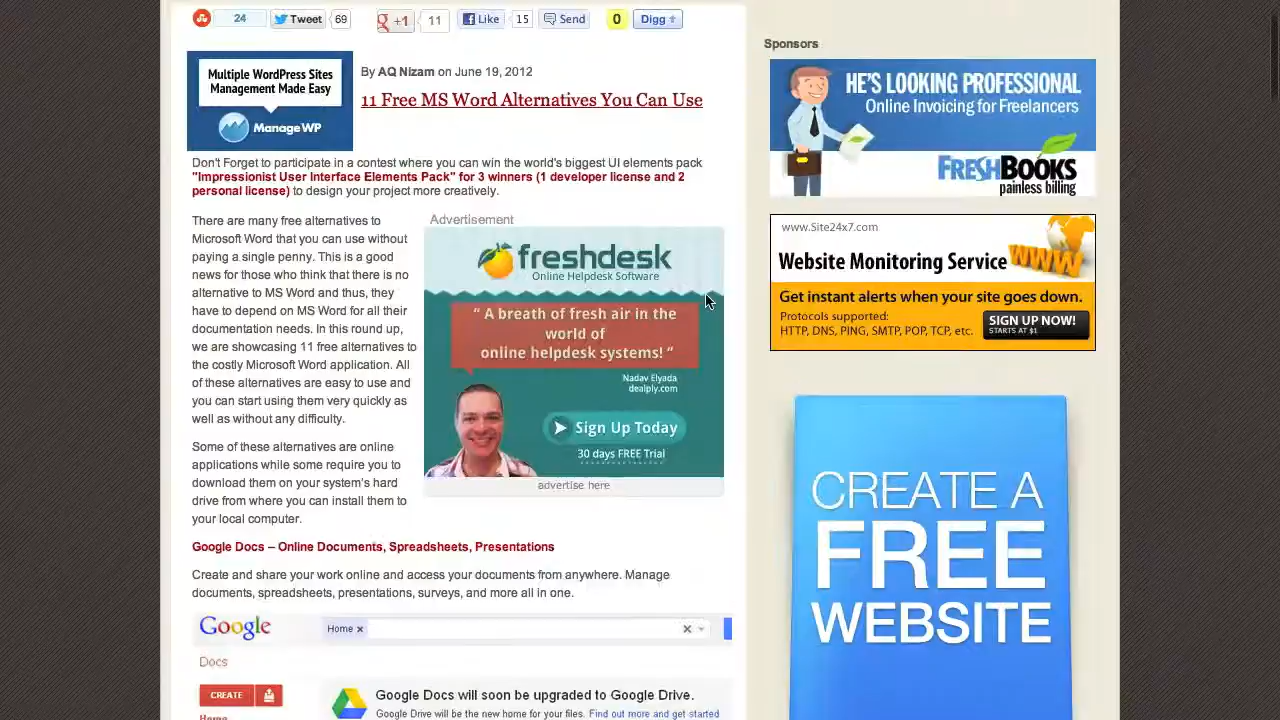 24
Tweet
69
+1
11
Like
15
Send
0
Digg
Multiple WordPress Sites
Management Made Easy
ManageWP
By AQ Nizam on June 19, 2012
11 Free MS Word Alternatives You Can Use
Don't Forget to participate in a contest where you can win the world's biggest UI elements pack
"Impressionist User Interface Elements Pack" for 3 winners (1 developer license and 2
personal license) to design your project more creatively.
There are many free alternatives to
Microsoft Word that you can use without
paying a single penny. This is a good
news for those who think that there is no
alternative to MS Word and thus, they
have to depend on MS Word for all their
documentation needs. In this round up,
we are showcasing 11 free alternatives to
the costly Microsoft Word application. All
of these alternatives are easy to use and
you can start using them very quickly as
well as without any difficulty.
Advertisement
freshdesk
Online Helpdesk Software
“ A breath of fresh air in the
world of
online helpdesk systems! “
Nadav Elyada
dealply.com
Sign Up Today
30 days FREE Trial
advertise here
Some of these alternatives are online
applications while some require you to
download them on your system's hard
drive from where you can install them to
your local computer.
Google Docs – Online Documents, Spreadsheets, Presentations
Create and share your work online and access your documents from anywhere. Manage
documents, spreadsheets, presentations, surveys, and more all in one.
Google
Home
Docs
CREATE
Home
Google Docs will soon be upgraded to Google Drive.
Google Drive will be the new home for your files. Find out more and get started
Sponsors
HE'S LOOKING PROFESSIONAL
Online Invoicing for Freelancers
FRESHBOOKS
painless billing
www.Site24x7.com
Website Monitoring Service
WWW
Get instant alerts when your site goes down.
Protocols supported:
HTTP, DNS, PING, SMTP, POP, TCP, etc.
SIGN UP NOW!
STARTS AT $1
CREATE A
FREE
WEBSITE